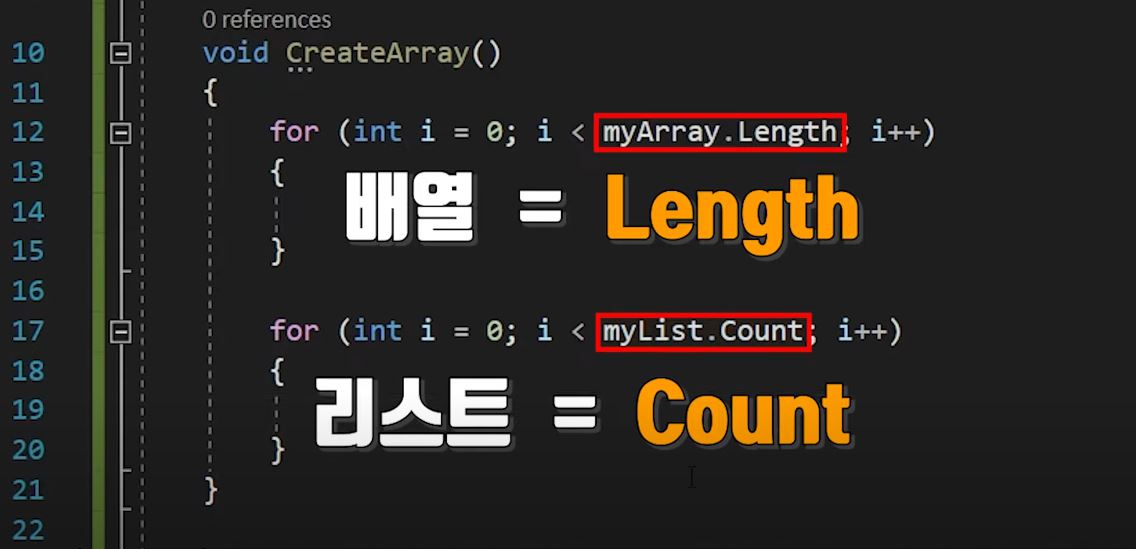 0 references
10 void CreateArray()
11 {
12 for (int i = 0; i < myArray.Length; i++)
13 {
14 배열 = Length
15 }
16
17 for (int i = 0; i < myList.Count; i++)
18 {
19 리스트 = Count
20 }
21 }
22